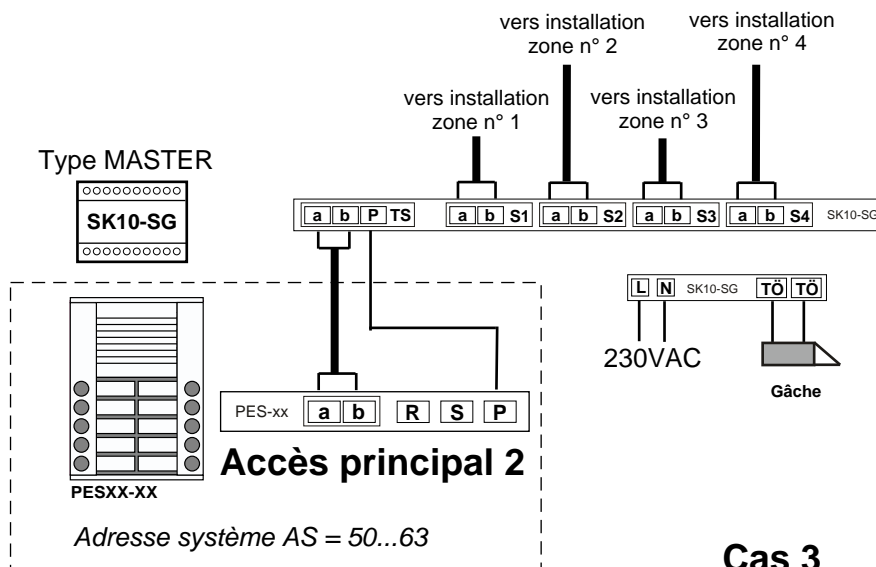 vers installation
zone n° 2
vers installation
zone n° 4
vers installation
zone n° 1
vers installation
zone n° 3
Type MASTER
SK10-SG
a b P TS
a b S1
a b S2
a b S3
a b S4
SK10-SG
L N SK10-SG TÖ TÖ
230VAC
Gâche
PES-xx a b R S P
Accès principal 2
PESXX-XX
Adresse système AS = 50...63
Cas 3